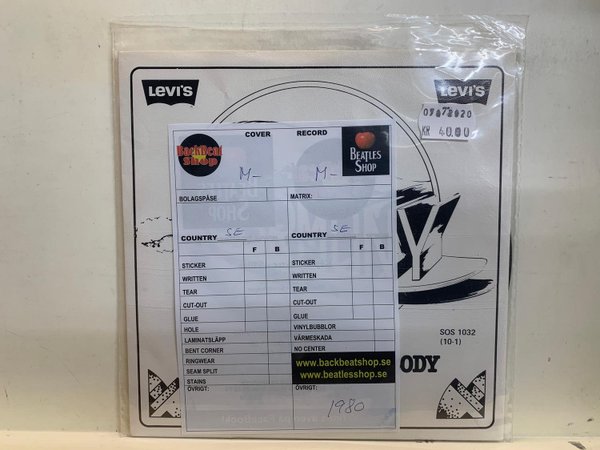 LEVI'S
LEVI'S
KR 40.00
COVER
RECORD
BackBeat Shop
M-
M-
BEATLES
SHOP
BOLAGSPÅSE
MATRIX:
COUNTRY SE
COUNTRY SE
F B
F B
STICKER
STICKER
WRITTEN
WRITTEN
TEAR
TEAR
CUT-OUT
CUT-OUT
GLUE
GLUE
HOLE
VINYLBUBBLOR
LAMINATSLÄPP
VÄRMESKADA
BENT CORNER
NO CENTER
RINGWEAR
SEAM SPLIT
STAINS
www.backbeatshop.se
www.beatlesshop.se
ÖVRIGT:
ÖVRIGT:
1980
Y
SOS 1032
(10-1)
ODY